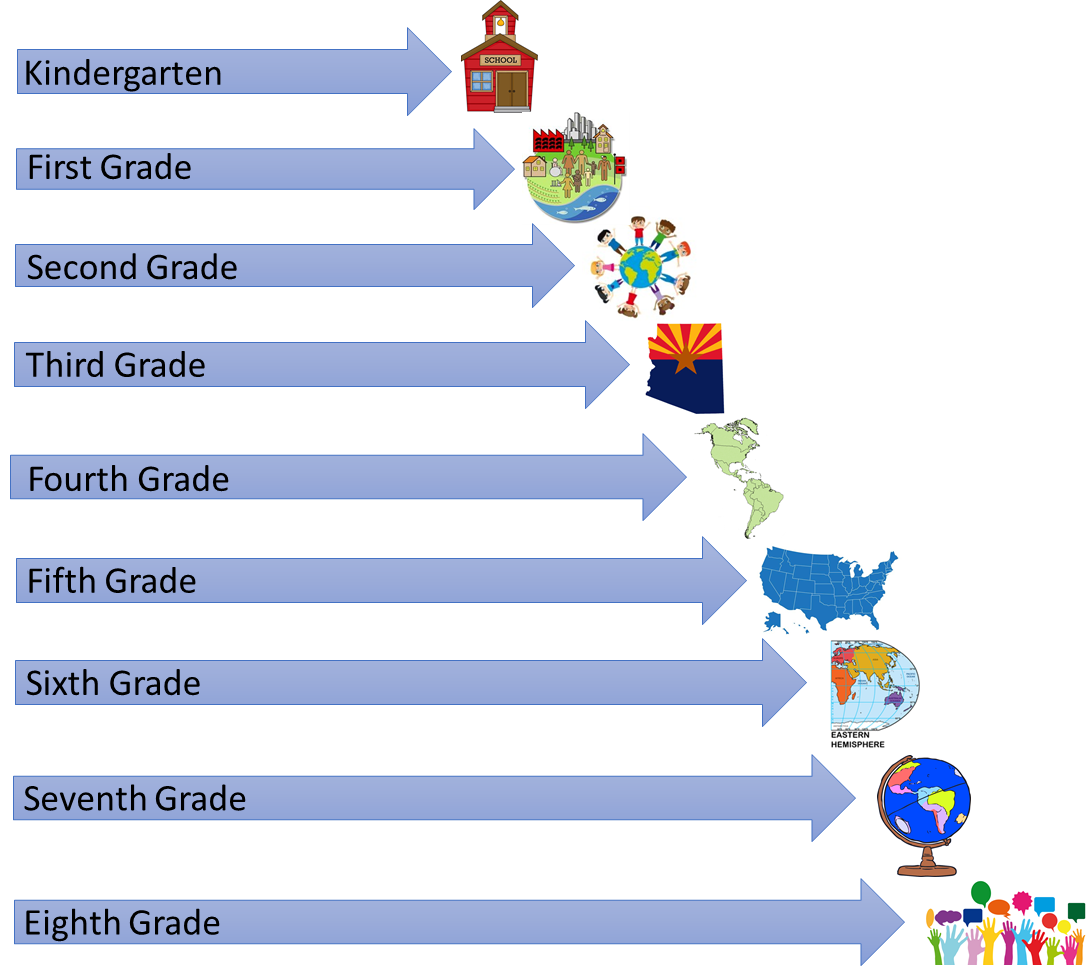 Kindergarten
SCHOOL
First Grade
Second Grade
Third Grade
Fourth Grade
Fifth Grade
Sixth Grade
EASTERN
HEMISPHERE
Seventh Grade
Eighth Grade